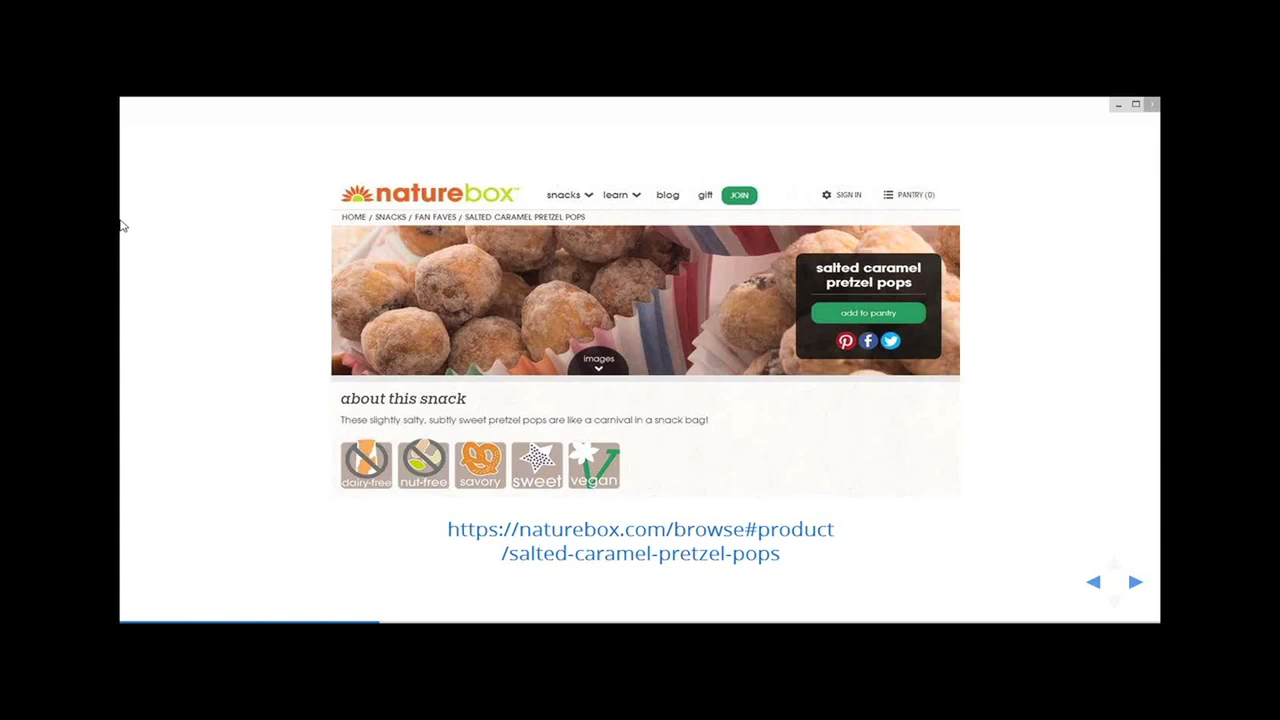 naturebox™
snacks learn blog gift JOIN SIGN IN PANTRY (0)
HOME / SNACKS / FAN FAVES / SALTED CARAMEL PRETZEL POPS
salted caramel
pretzel pops
add to pantry
images
about this snack
These slightly salty, subtly sweet pretzel pops are like a carnival in a snack bag!
dairy-free nut-free savory sweet vegan
https://naturebox.com/browse#product
/salted-caramel-pretzel-pops